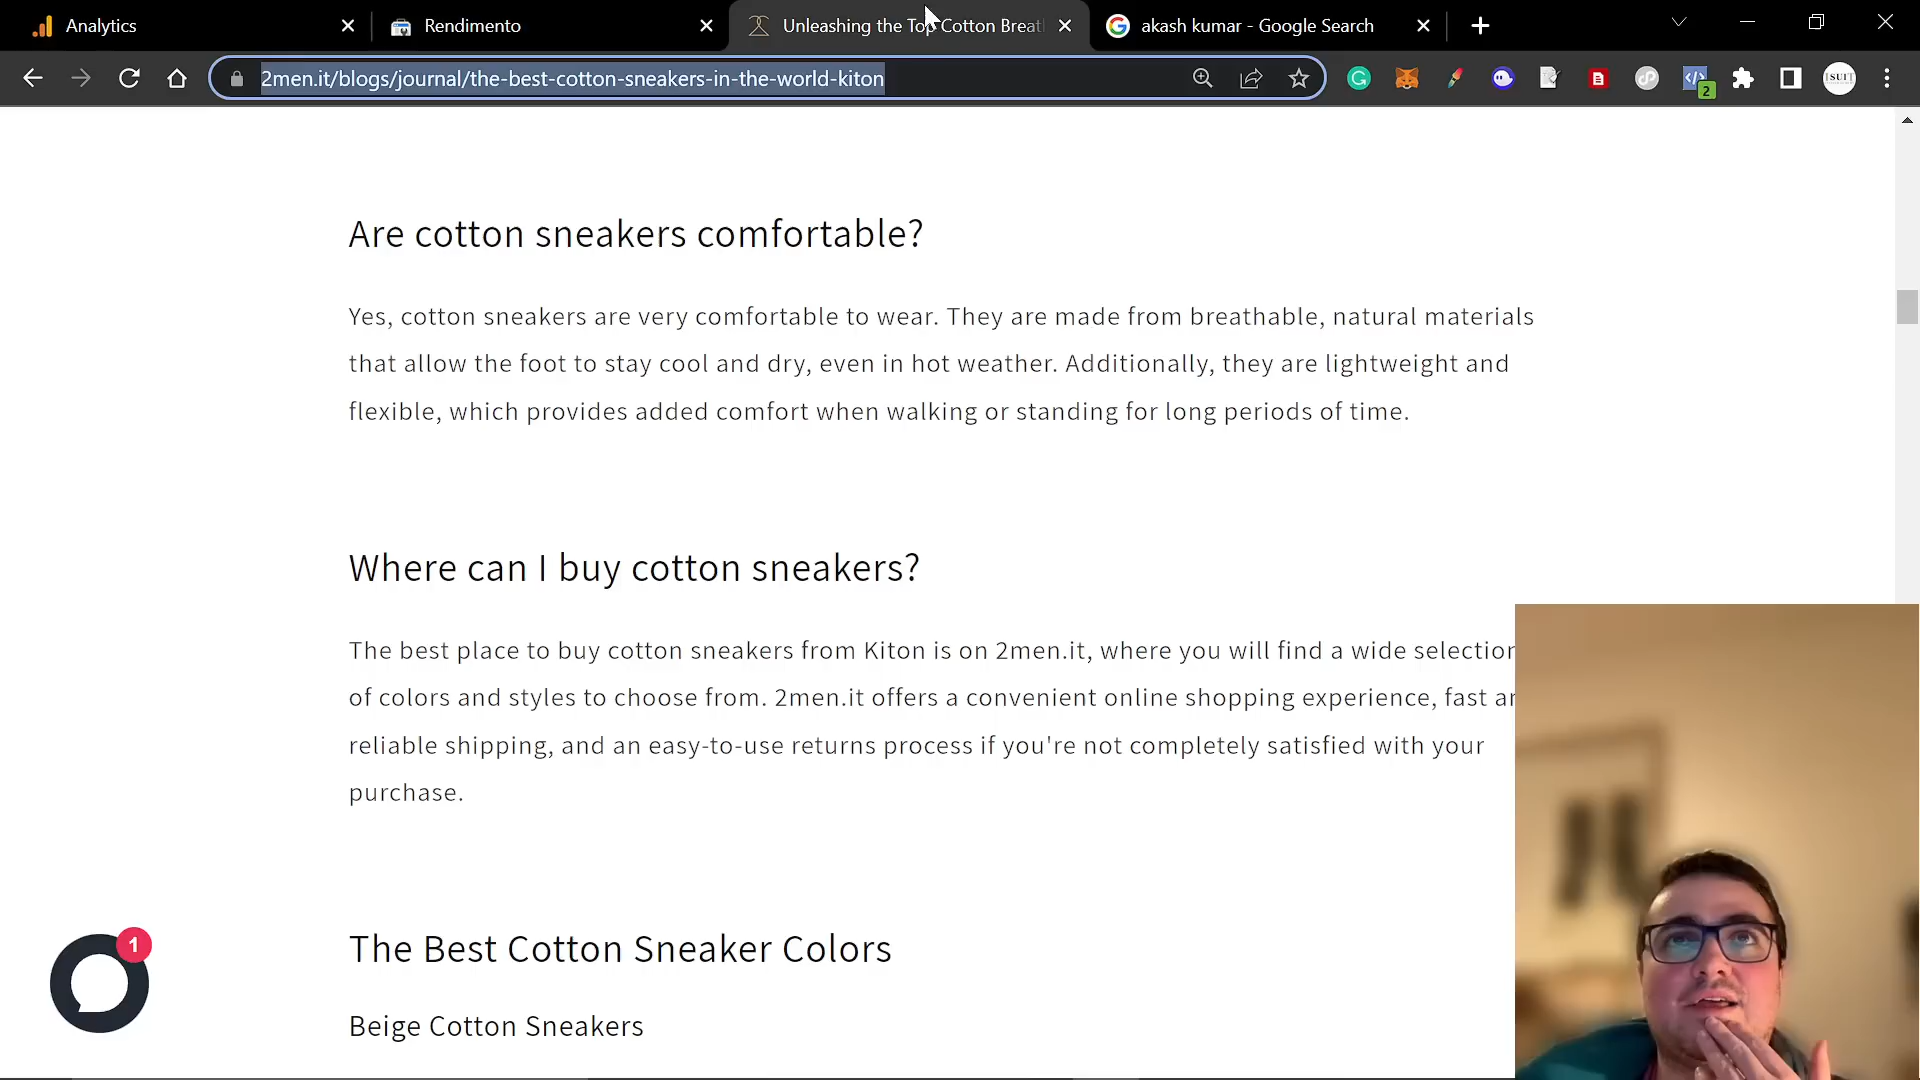 Analytics
Rendimento
Unleashing the Top Cotton Breat
akash kumar - Google Search
2men.it/blogs/journal/the-best-cotton-sneakers-in-the-world-kiton
2
Are cotton sneakers comfortable?
Yes, cotton sneakers are very comfortable to wear. They are made from breathable, natural materials
that allow the foot to stay cool and dry, even in hot weather. Additionally, they are lightweight and
flexible, which provides added comfort when walking or standing for long periods of time.
Where can I buy cotton sneakers?
The best place to buy cotton sneakers from Kiton is on 2men.it, where you will find a wide selection
of colors and styles to choose from. 2men.it offers a convenient online shopping experience, fast an
reliable shipping, and an easy-to-use returns process if you're not completely satisfied with your
purchase.
The Best Cotton Sneaker Colors
1
Beige Cotton Sneakers